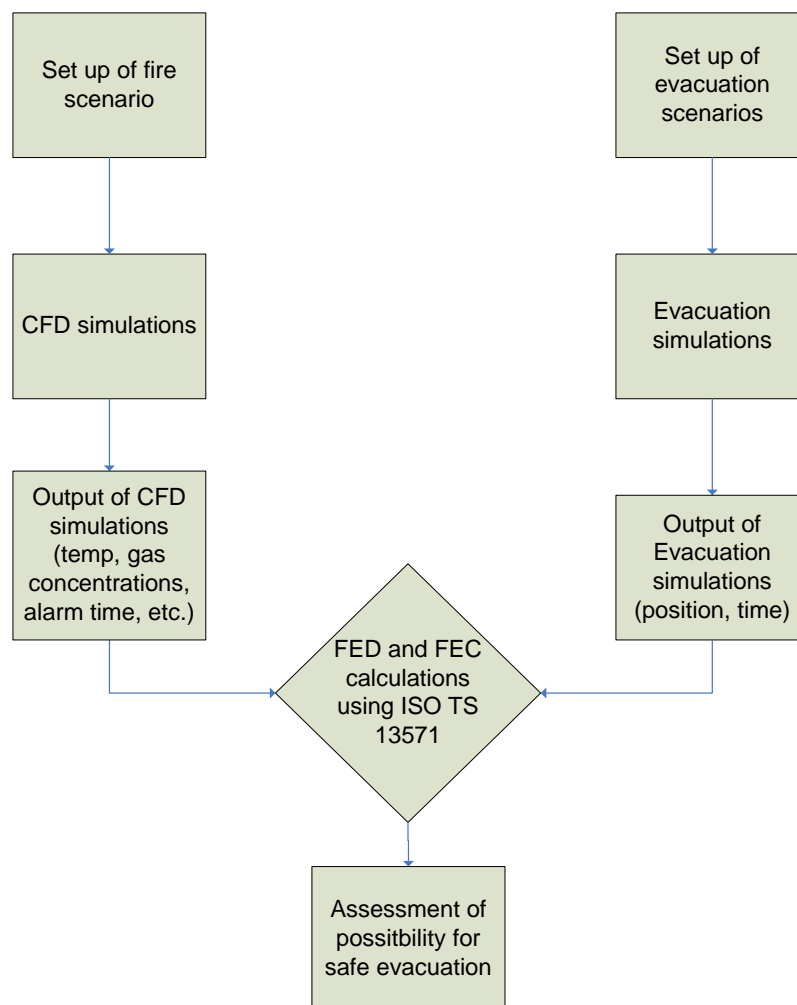 Set up of fire
scenario
Set up of
evacuation
scenarios
CFD simulations
Evacuation
simulations
Output of CFD
simulations
(temp, gas
concentrations,
alarm time, etc.)
Output of
Evacuation
simulations
(position, time)
FED and FEC
calculations
using ISO TS
13571
Assessment of
possitbility for
safe evacuation